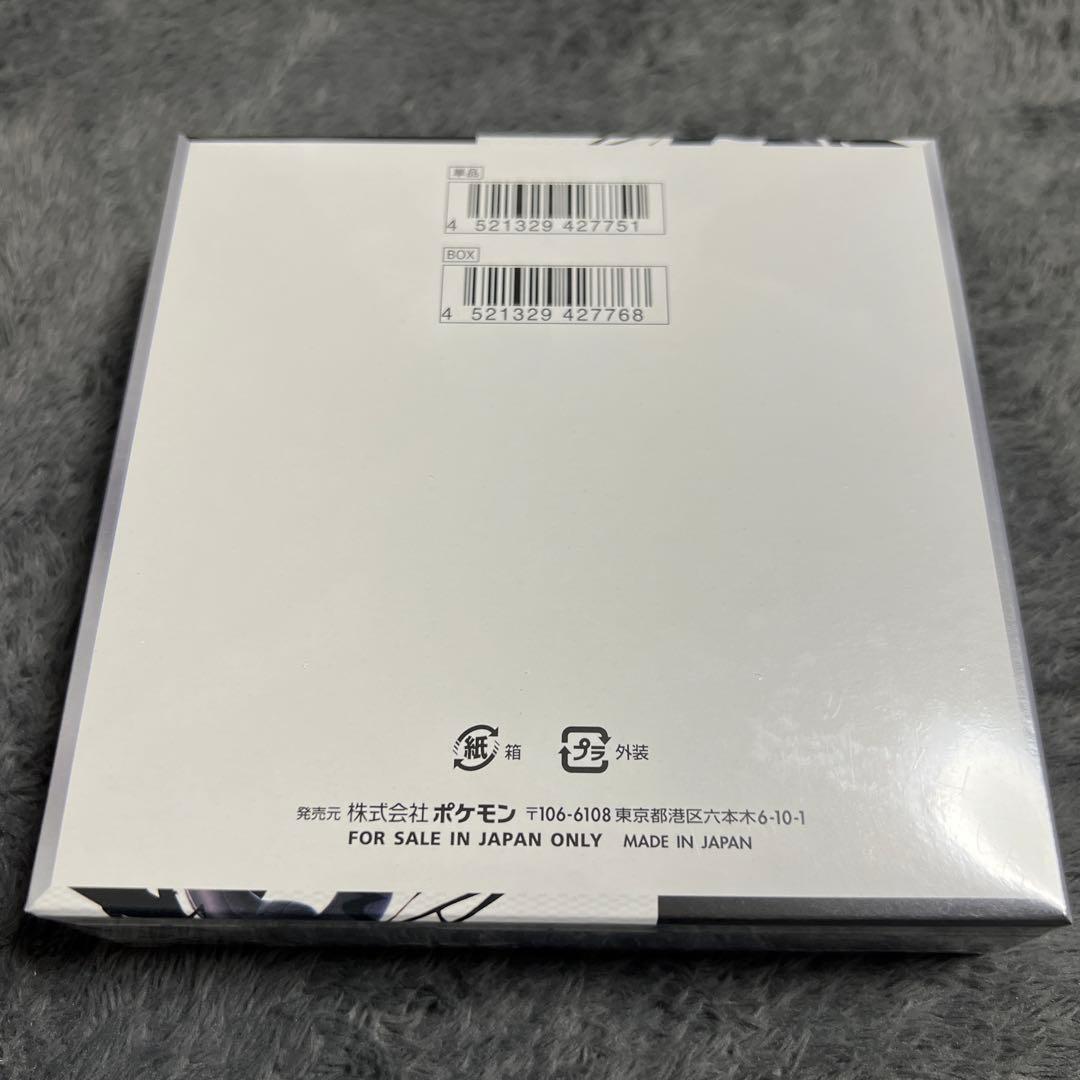 単品
4 521329 427751
BOX
4 521329 427768
紙 箱 プラ 外装
発売元 株式会社 ポケモン 〒106-6108 東京都港区六本木6-10-1
FOR SALE IN JAPAN ONLY MADE IN JAPAN